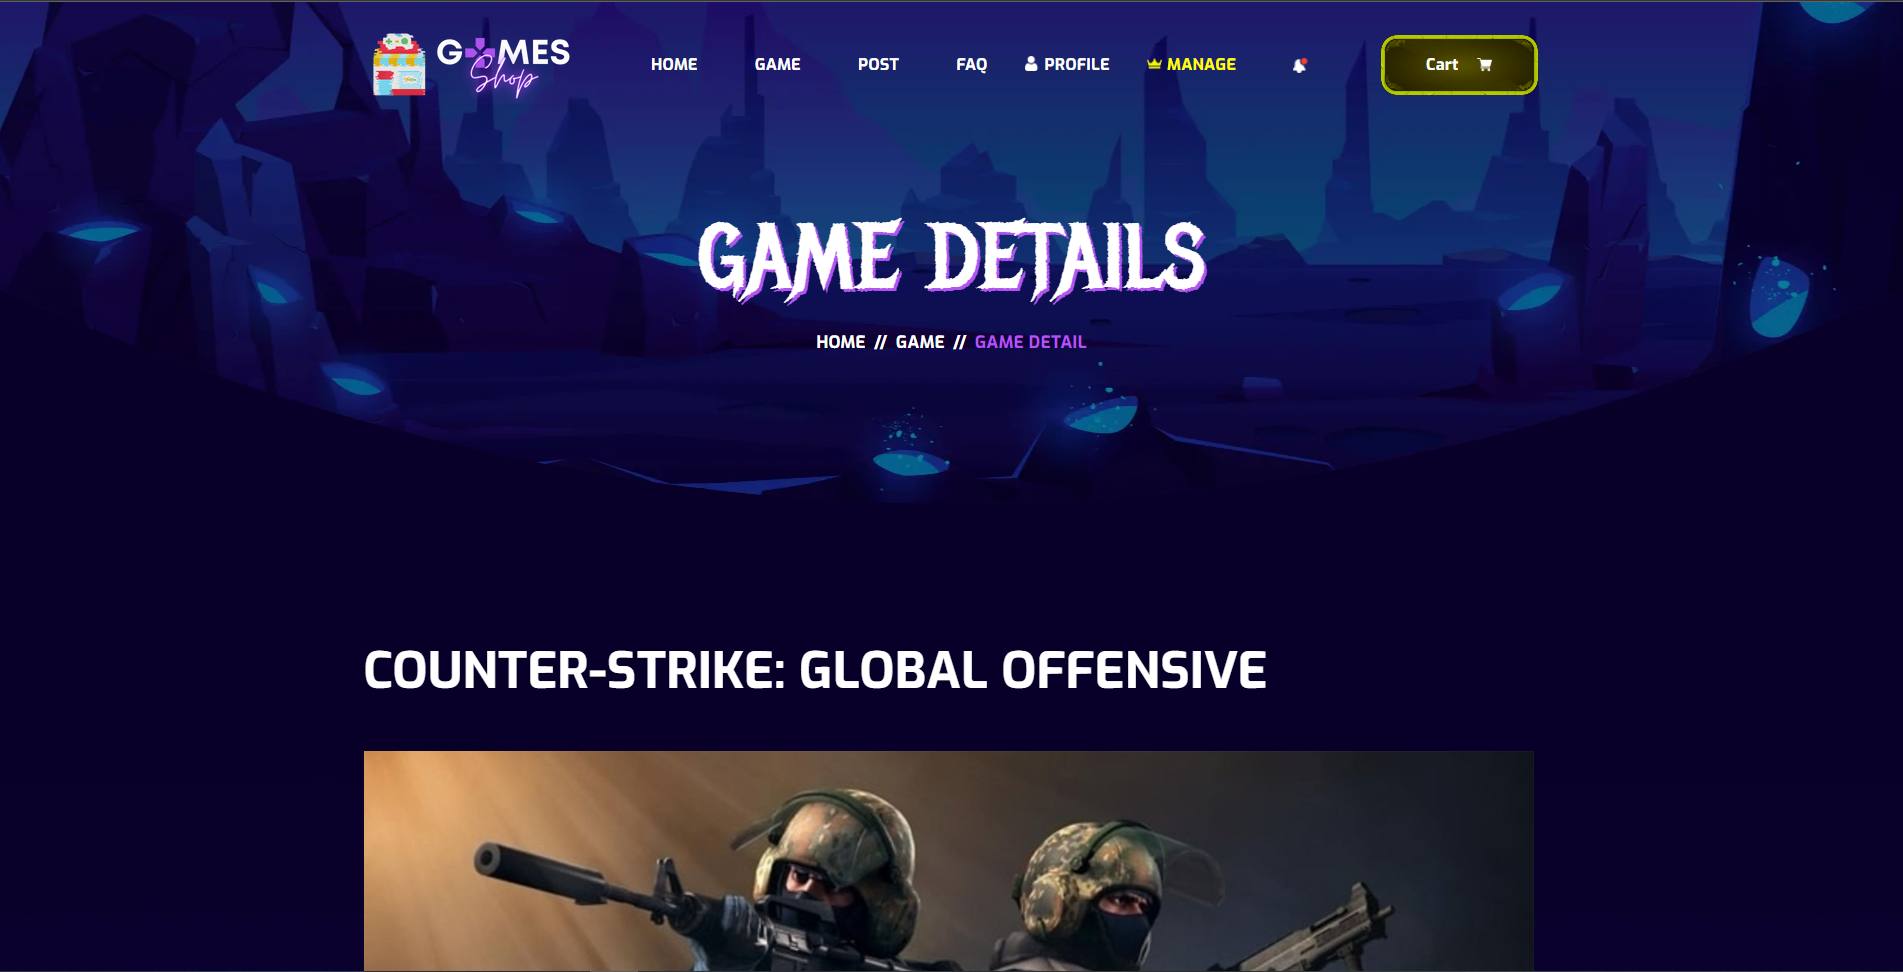 GAMES
Shop
HOME GAME POST FAQ PROFILE MANAGE Cart
GAME DETAILS
HOME // GAME // GAME DETAIL
COUNTER-STRIKE: GLOBAL OFFENSIVE